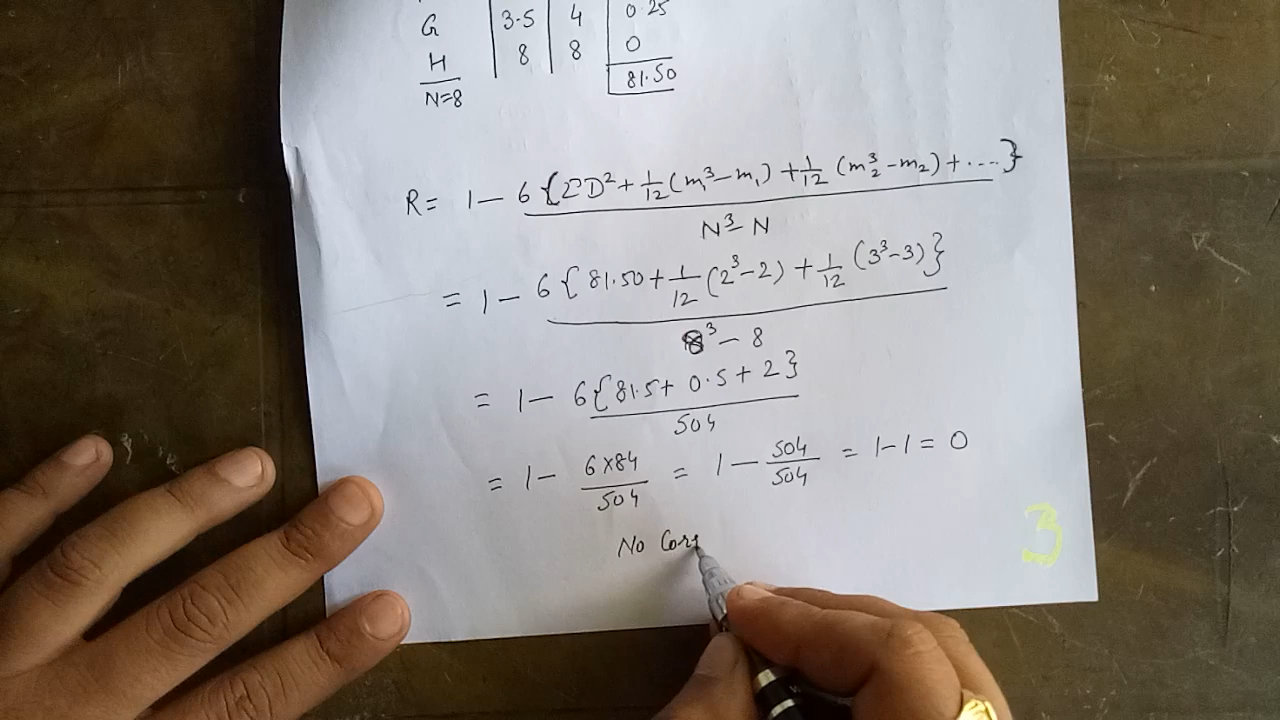 G 3.5 4 0.25
H 8 8 0
N=8 81.50
R= 1 - 6 {ΣD² + 1/12 (m₁³ - m₁) + 1/12 (m₂³ - m₂) + ....} / N³ - N
= 1 - 6 {81.50 + 1/12 (2³ - 2) + 1/12 (3³ - 3)} / 8³ - 8
= 1 - 6 {81.5 + 0.5 + 2} / 504
= 1 - 6×84 / 504 = 1 - 504 / 504 = 1 - 1 = 0
No Corr
3